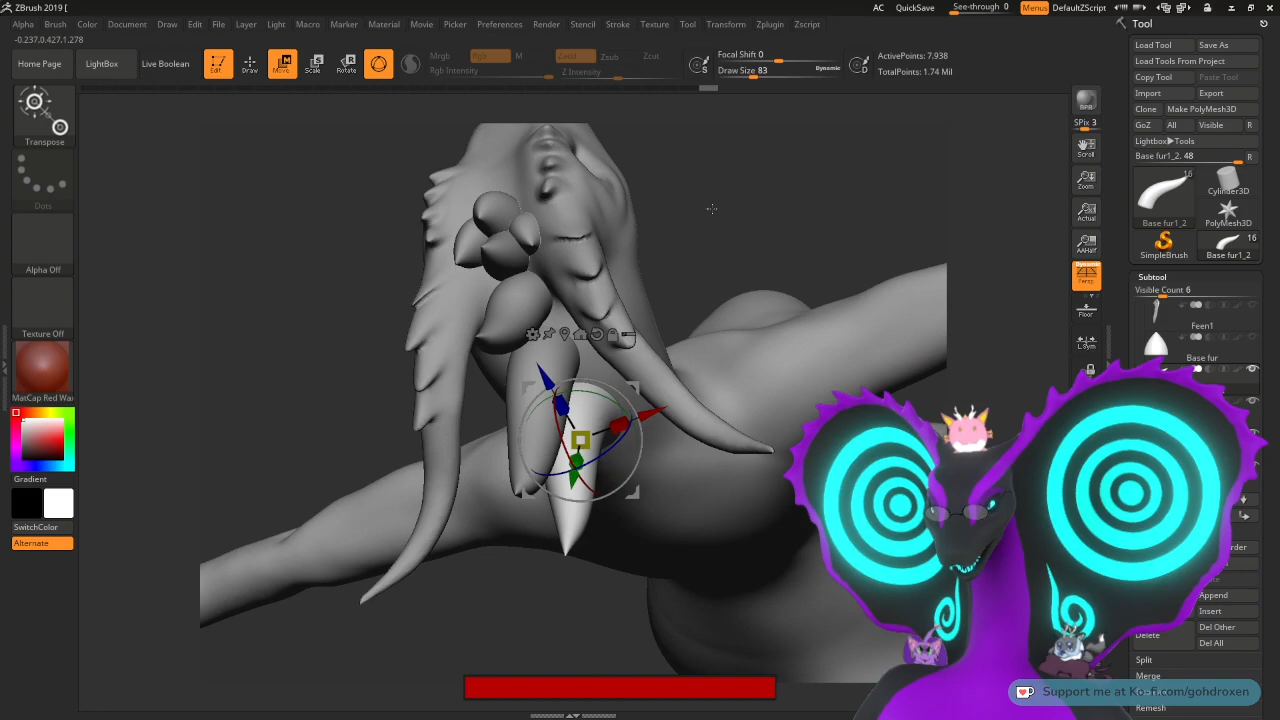 ZBrush 2019 [
AC QuickSave See-through 0 Menus DefaultZScript
Alpha Brush Color Document Draw Edit File Layer Light Macro Marker Material Movie Picker Preferences Render Stencil Stroke Texture Tool Transform Zplugin Zscript
-0.237,0.427,1.278
Home Page LightBox Live Boolean Edit Draw Move Scale Rotate
Mrgb Rgb M Zadd Zsub Zcut
Rgb Intensity Z Intensity
Focal Shift 0
Draw Size 83 Dynamic
ActivePoints: 7.938
TotalPoints: 1.74 Mil
Transpose
Dots
Alpha Off
Texture Off
MatCap Red Wax
Gradient
SwitchColor
Alternate
BPR
SPix 3
Scroll
Zoom
Actual
AAHalf
Dynamic
Persp
Floor
L.Sym
Tool
Load Tool Save As
Load Tools From Project
Copy Tool Paste Tool
Import Export
Clone Make PolyMesh3D
GoZ All Visible R
Lightbox▶Tools
Base fur1_2. 48 R
16
Cylinder3D
Base fur1_2 PolyMesh3D
16
SimpleBrush Base fur1_2
Subtool
Visible Count 6
Feen1
Base fur
Append
Insert
Delete Del Other
Del All
Split
Merge
Remesh
Support me at Ko-fi.com/gohdroxen